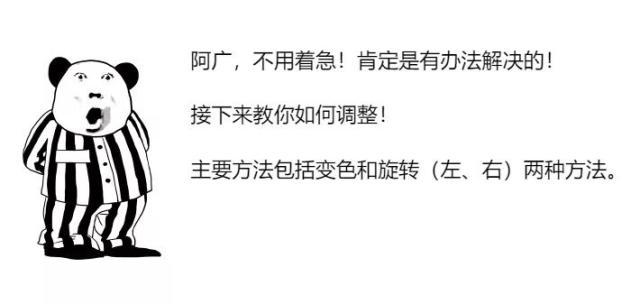 阿广，不用着急！肯定是有办法解决的！
接下来教你如何调整！
主要方法包括变色和旋转（左、右）两种方法。